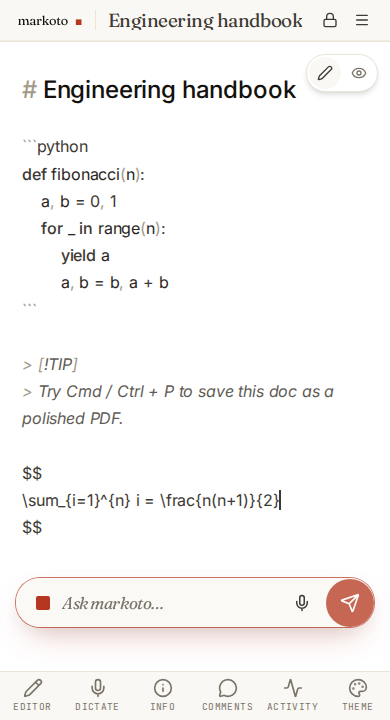 markoto
Engineering handbook
# Engineering handbook
```python
def fibonacci(n):
    a, b = 0, 1
    for _ in range(n):
        yield a
        a, b = b, a + b
```
> [!TIP]
> Try Cmd / Ctrl + P to save this doc as a
polished PDF.
$$
\sum_{i=1}^{n} i = \frac{n(n+1)}{2}
$$
Ask markoto...
EDITOR DICTATE INFO COMMENTS ACTIVITY THEME